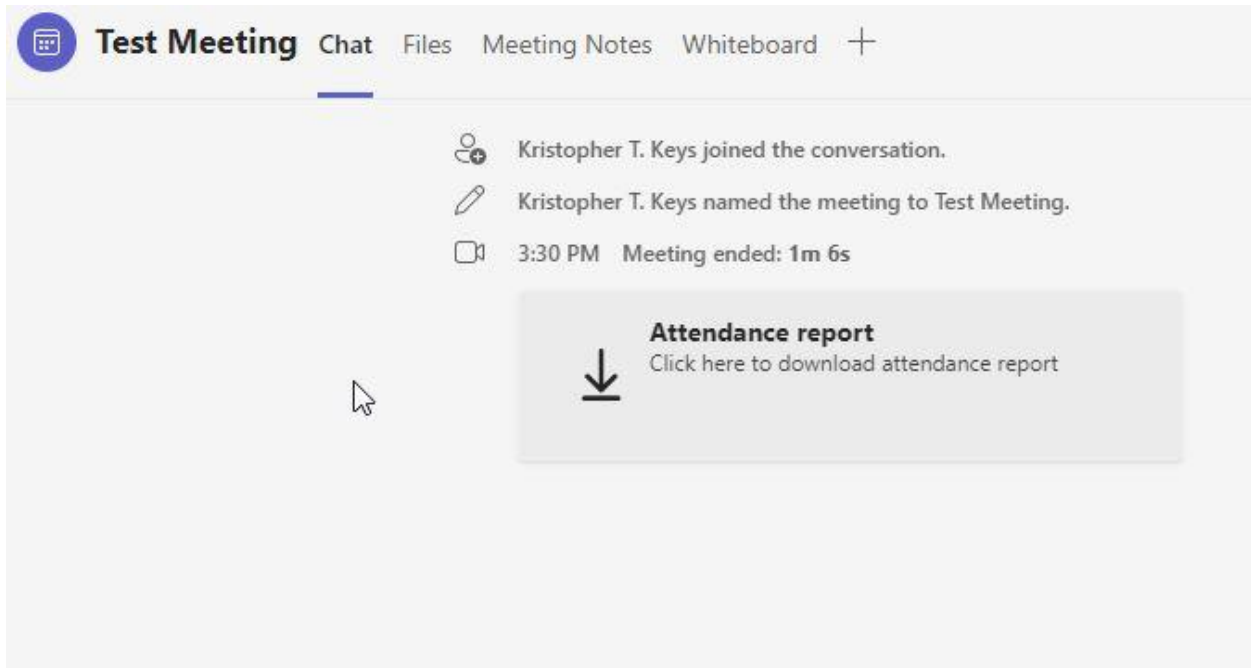 Test Meeting Chat Files Meeting Notes Whiteboard
Kristopher T. Keys joined the conversation.
Kristopher T. Keys named the meeting to Test Meeting.
3:30 PM Meeting ended: 1m 6s
Attendance report
Click here to download attendance report